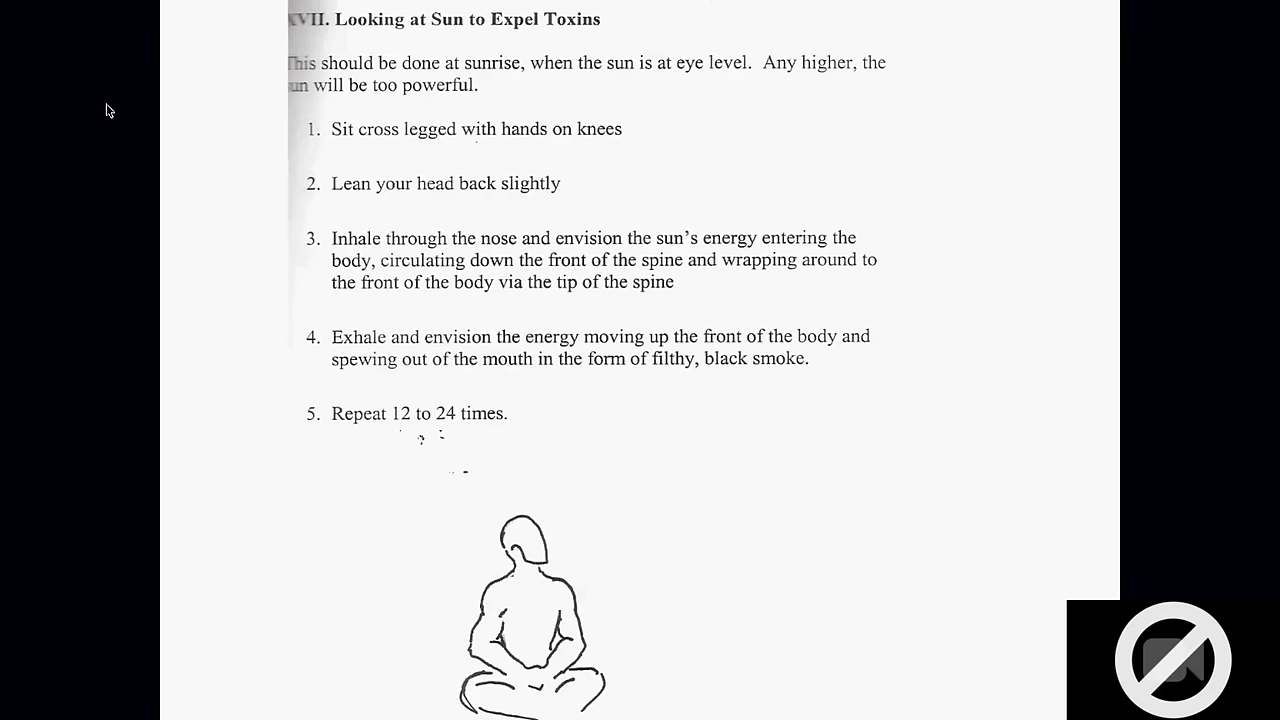 XVII. Looking at Sun to Expel Toxins
This should be done at sunrise, when the sun is at eye level. Any higher, the
sun will be too powerful.
1. Sit cross legged with hands on knees
2. Lean your head back slightly
3. Inhale through the nose and envision the sun's energy entering the
body, circulating down the front of the spine and wrapping around to
the front of the body via the tip of the spine
4. Exhale and envision the energy moving up the front of the body and
spewing out of the mouth in the form of filthy, black smoke.
5. Repeat 12 to 24 times.